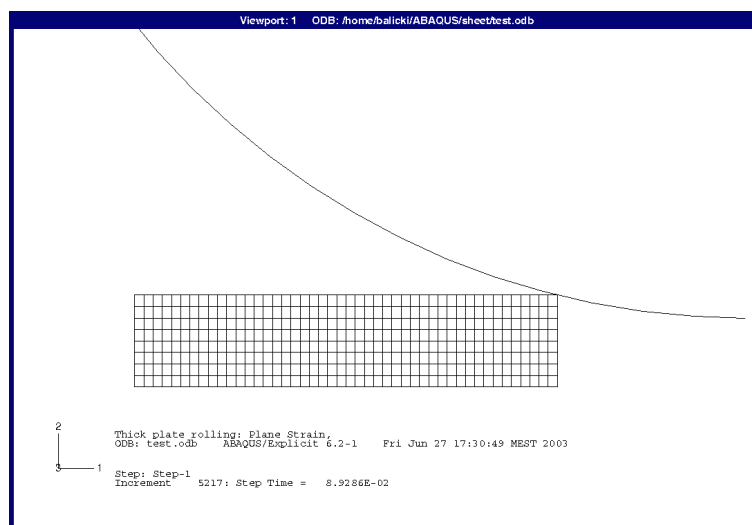 Viewport: 1 ODB: /home/balicki/ABAQUS/sheet/test.odb
2
3
1
Thick plate rolling: Plane Strain,
ODB: test.odb ABAQUS/Explicit 6.2-1 Fri Jun 27 17:30:49 MEST 2003
Step: Step-1
Increment 5217: Step Time = 8.9286E-02